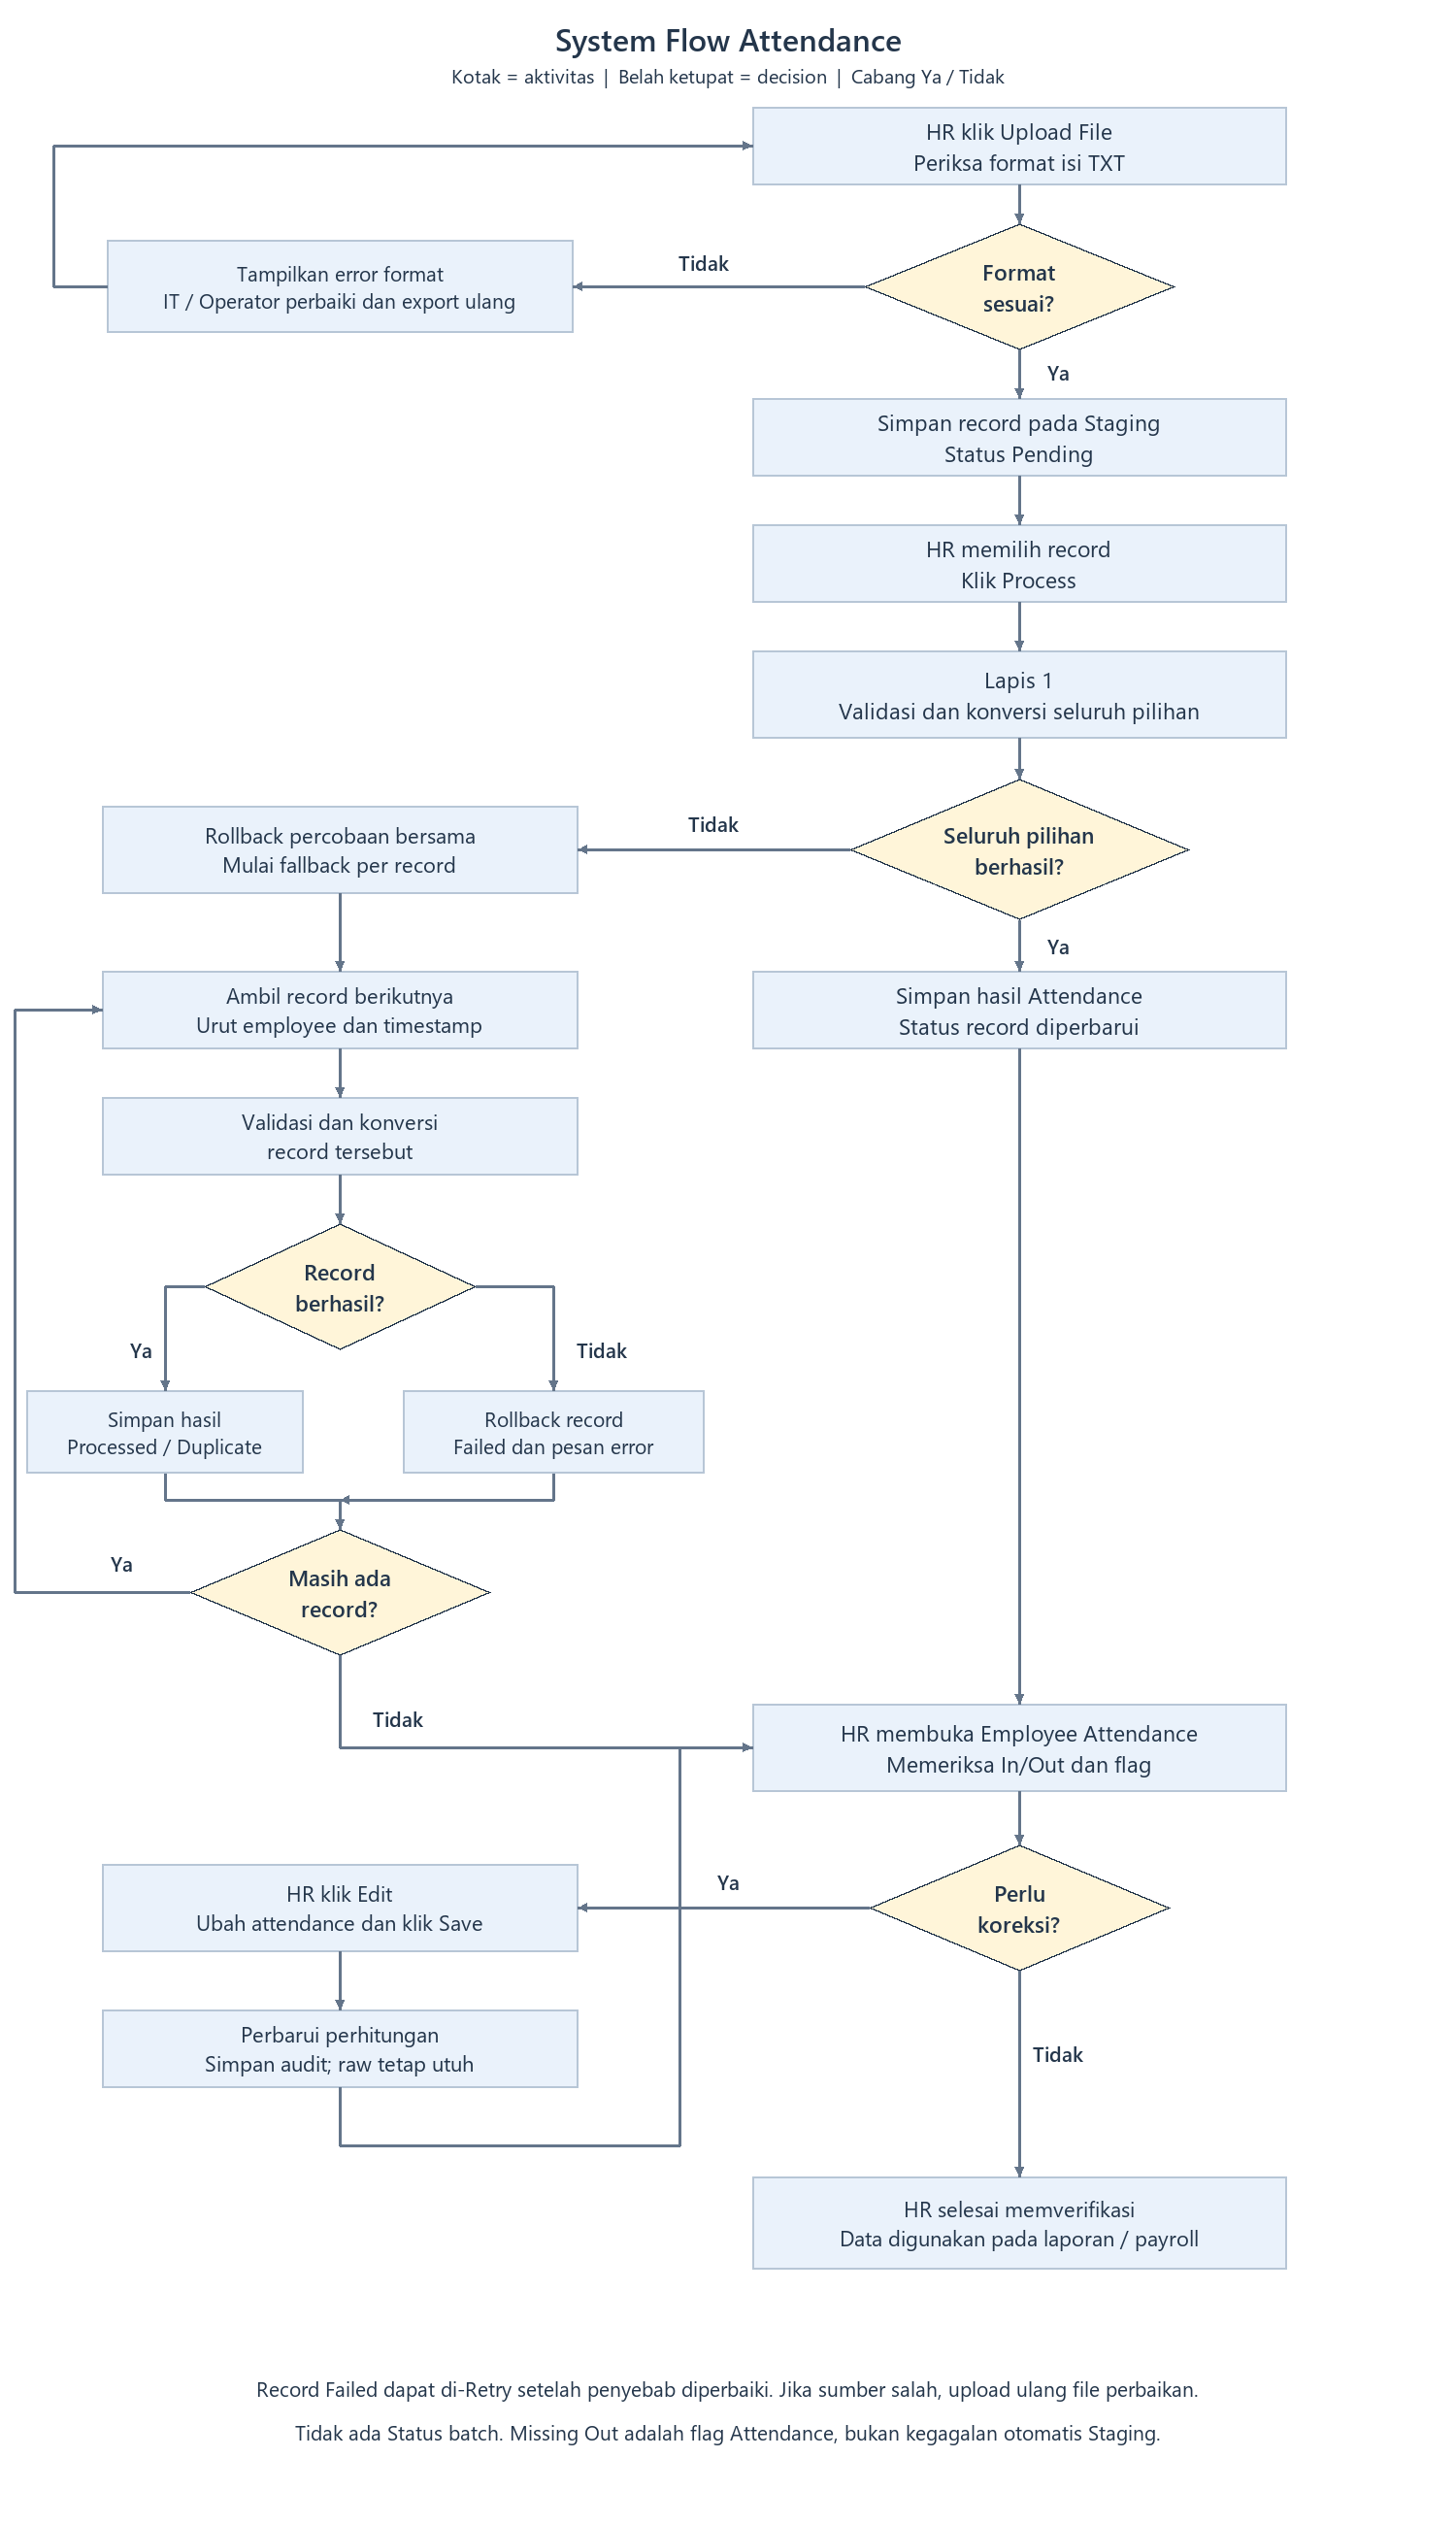 System Flow Attendance
Kotak = aktivitas | Belah ketupat = decision | Cabang Ya / Tidak
HR klik Upload File
Periksa format isi TXT
Format
sesuai?
Tidak
Tampilkan error format
IT / Operator perbaiki dan export ulang
Ya
Simpan record pada Staging
Status Pending
HR memilih record
Klik Process
Lapis 1
Validasi dan konversi seluruh pilihan
Seluruh pilihan
berhasil?
Tidak
Rollback percobaan bersama
Mulai fallback per record
Ya
Simpan hasil Attendance
Status record diperbarui
Ambil record berikutnya
Urut employee dan timestamp
Validasi dan konversi
record tersebut
Record
berhasil?
Ya
Tidak
Simpan hasil
Processed / Duplicate
Rollback record
Failed dan pesan error
Masih ada
record?
Ya
Tidak
HR membuka Employee Attendance
Memeriksa In/Out dan flag
Perlu
koreksi?
Ya
HR klik Edit
Ubah attendance dan klik Save
Perbarui perhitungan
Simpan audit; raw tetap utuh
Tidak
HR selesai memverifikasi
Data digunakan pada laporan / payroll
Record Failed dapat di-Retry setelah penyebab diperbaiki. Jika sumber salah, upload ulang file perbaikan.
Tidak ada Status batch. Missing Out adalah flag Attendance, bukan kegagalan otomatis Staging.